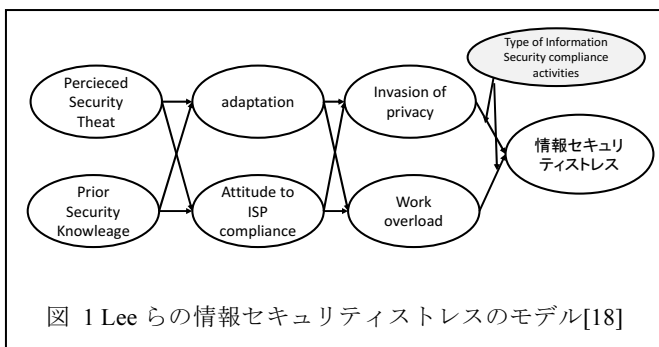 Type of Information
Security compliance
activities
Percieced
Security
Theat
adaptation
Invasion of
privacy
情報セキュリ
ティストレス
Prior
Security
Knowleage
Attitude to
ISP
compliance
Work
overload
図 1 Lee らの情報セキュリティストレスのモデル[18]